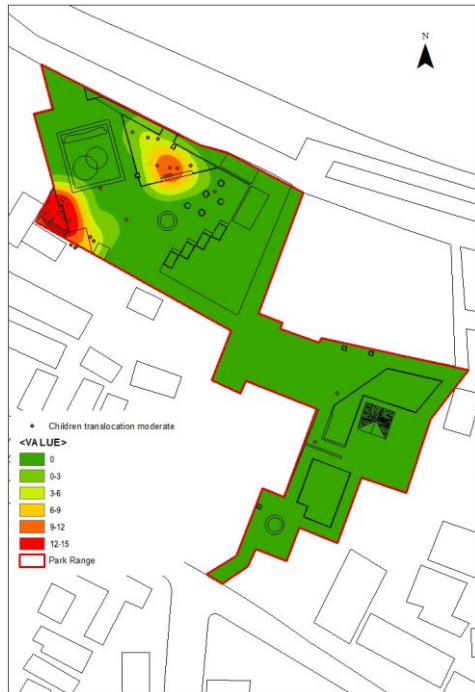 N
Children translocation moderate
<VALUE>
0
0-3
3-6
6-9
9-12
12-15
Park Range